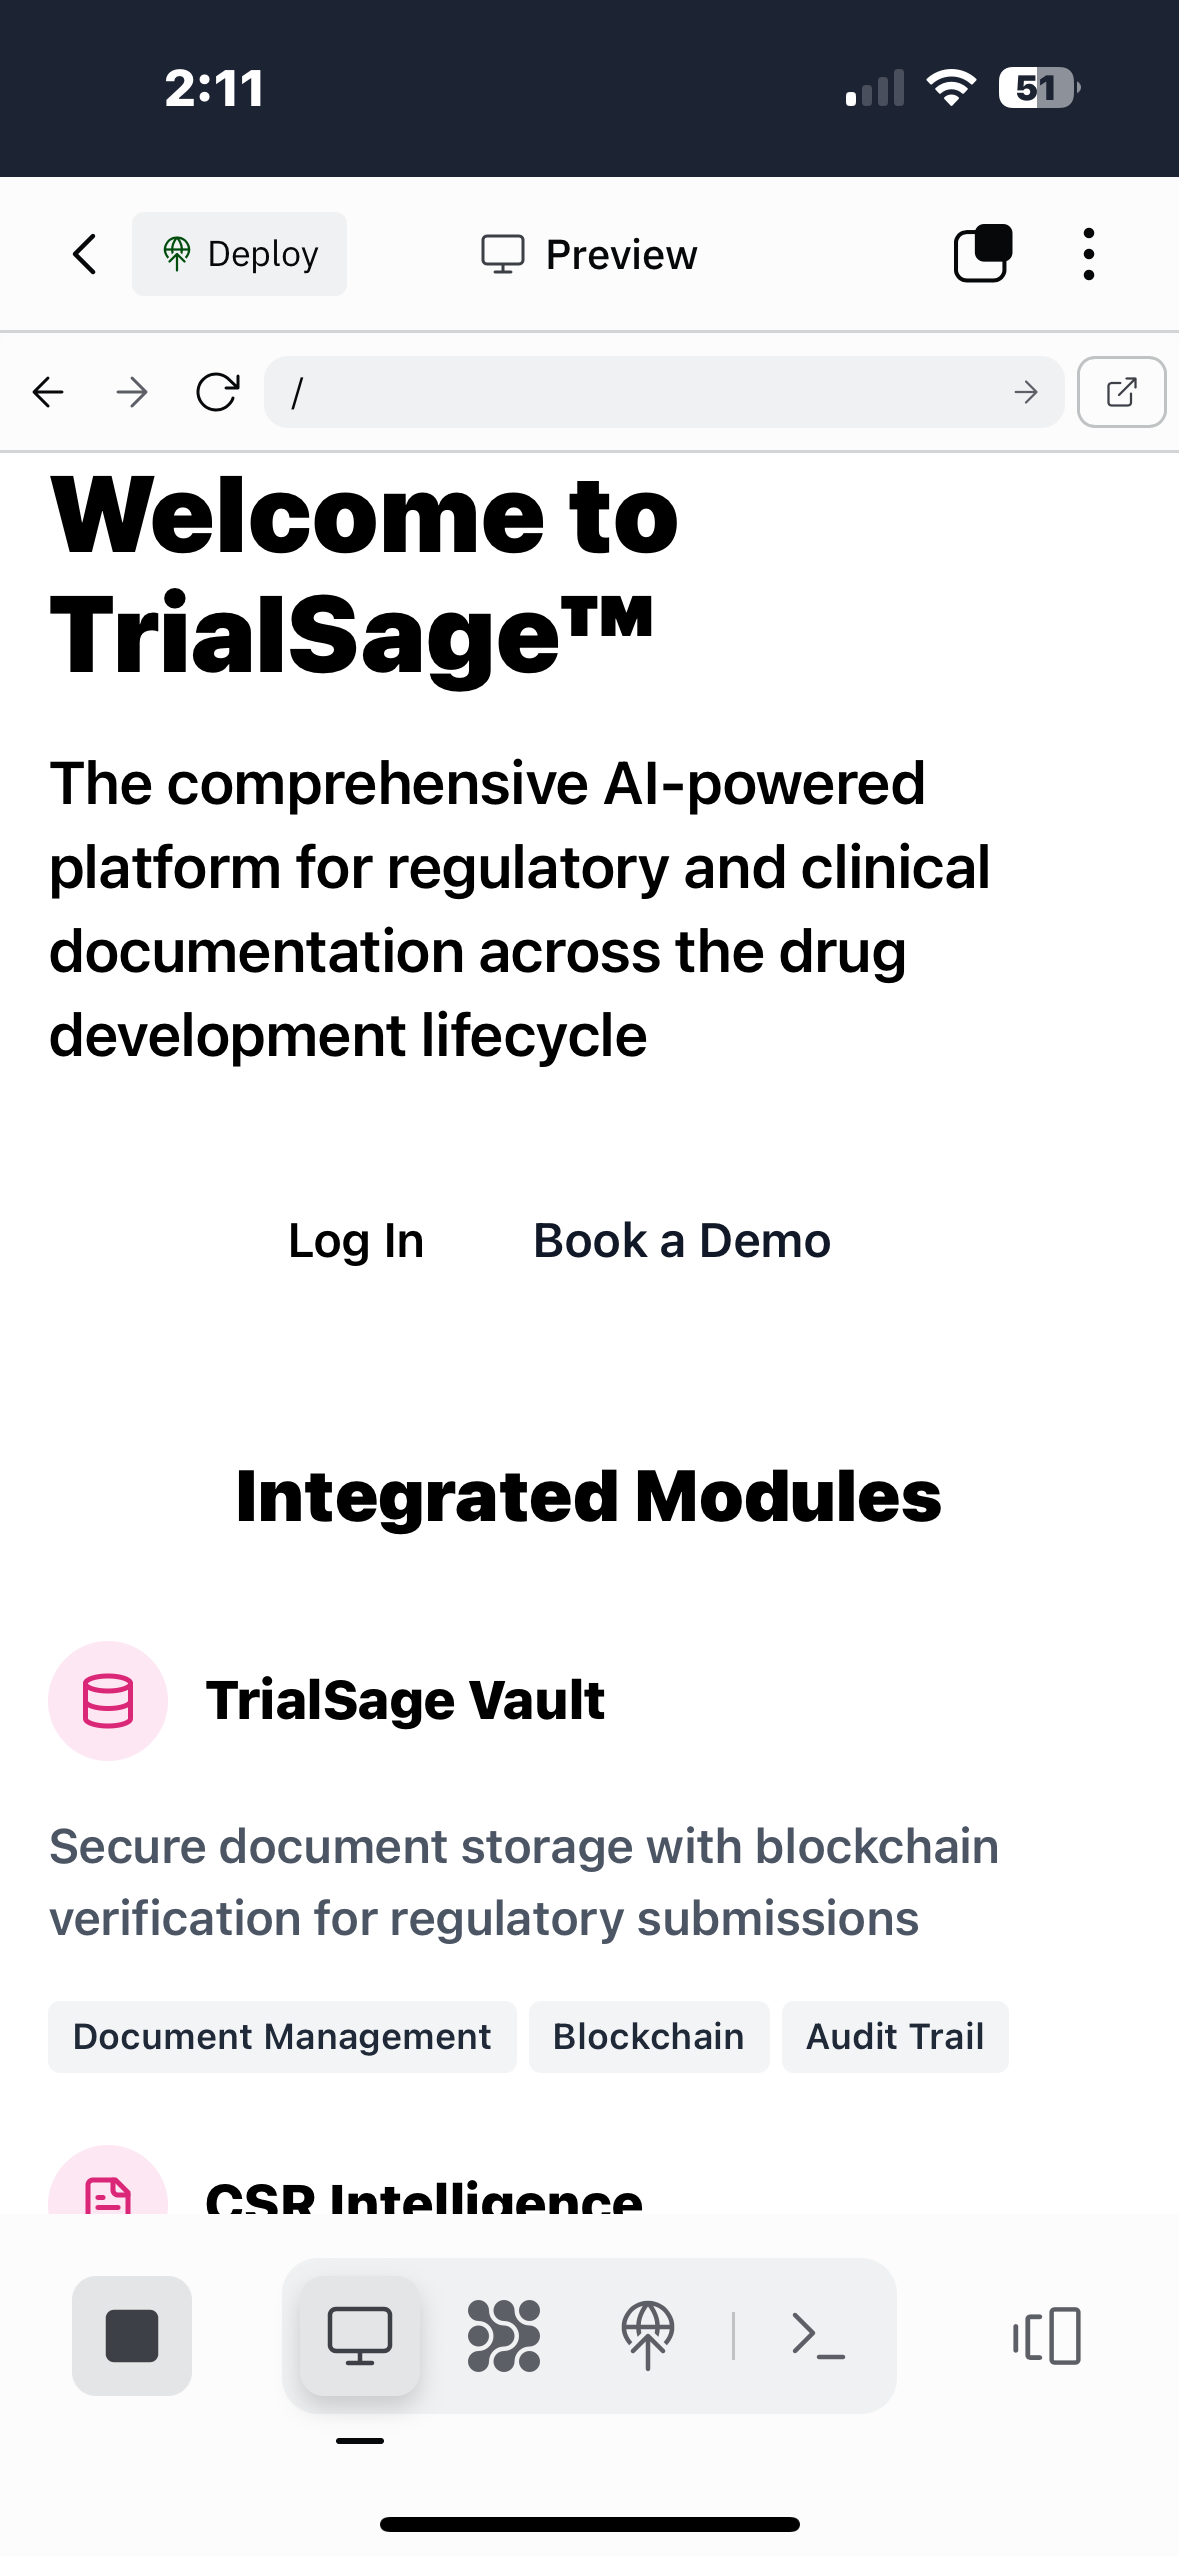 2:11
51
Deploy
Preview
/
Welcome to
TrialSage™
The comprehensive AI-powered
platform for regulatory and clinical
documentation across the drug
development lifecycle
Log In
Book a Demo
Integrated Modules
TrialSage Vault
Secure document storage with blockchain
verification for regulatory submissions
Document Management
Blockchain
Audit Trail
CSR Intelligence